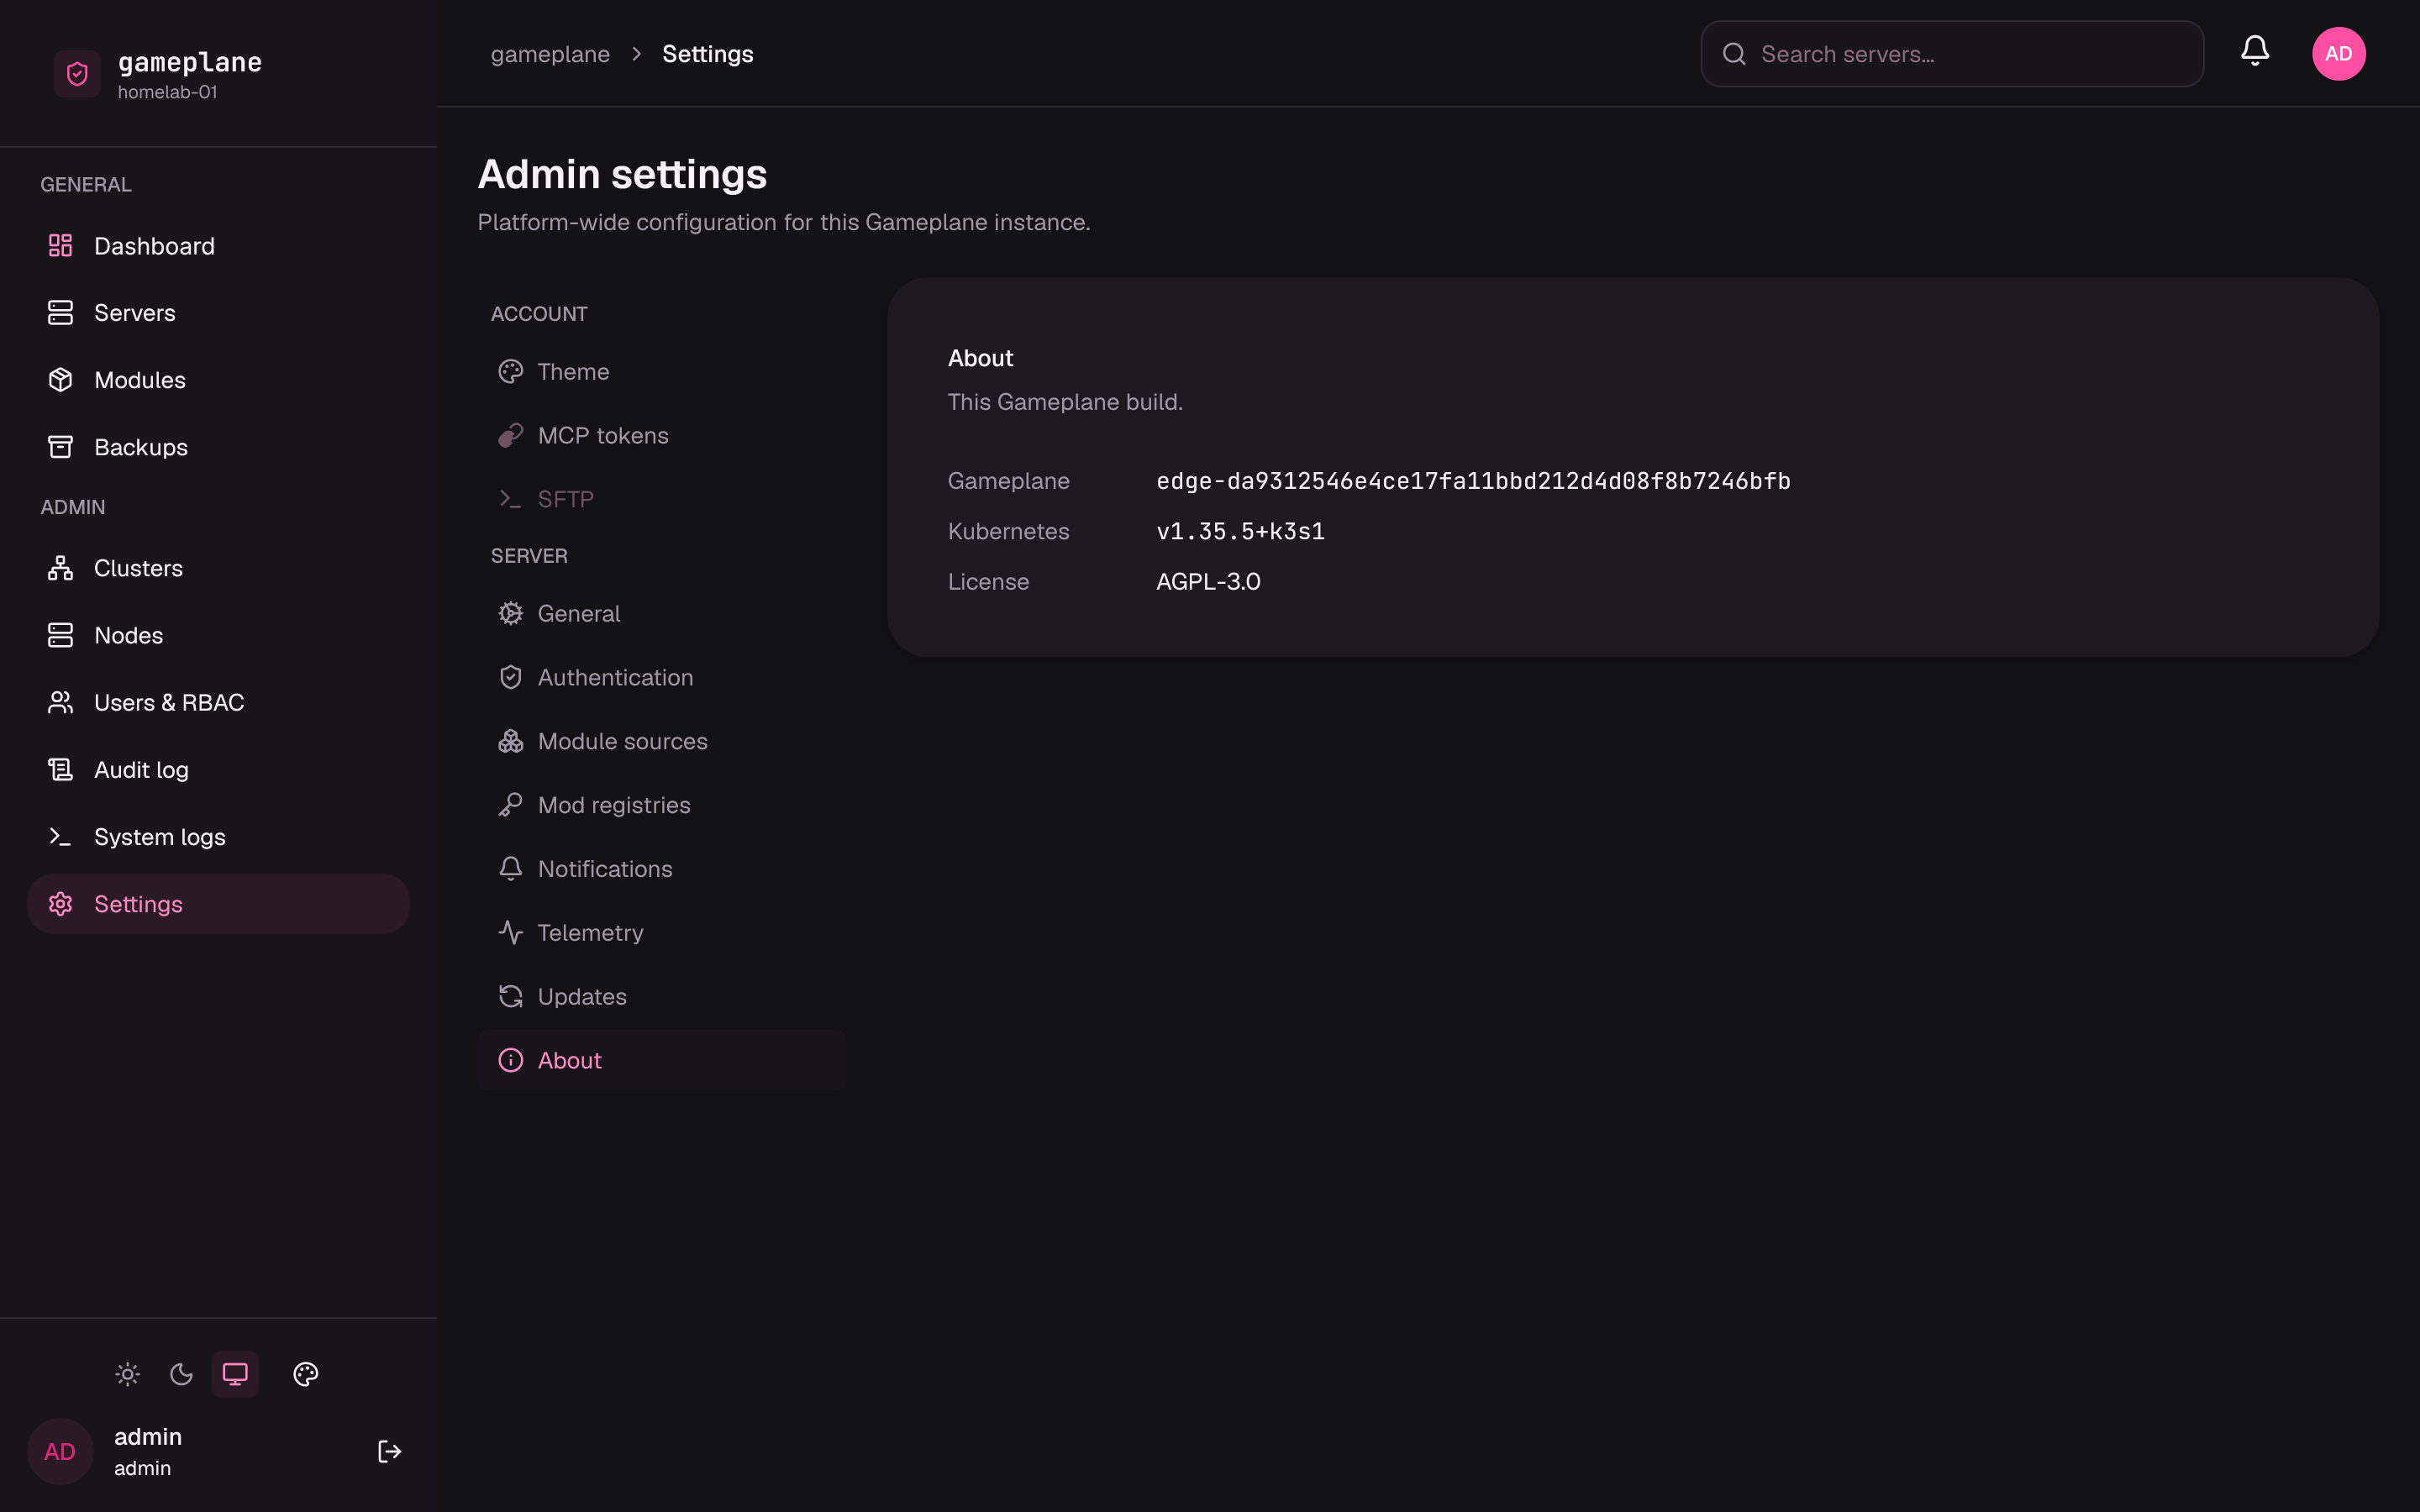 gameplane
homelab-01
GENERAL
Dashboard
Servers
Modules
Backups
ADMIN
Clusters
Nodes
Users & RBAC
Audit log
System logs
Settings
AD
admin
admin
gameplane > Settings
Search servers...
AD
Admin settings
Platform-wide configuration for this Gameplane instance.
ACCOUNT
Theme
MCP tokens
SFTP
SERVER
General
Authentication
Module sources
Mod registries
Notifications
Telemetry
Updates
About
About
This Gameplane build.
Gameplane edge-da9312546e4ce17fa11bbd212d4d08f8b7246bfb
Kubernetes v1.35.5+k3s1
License AGPL-3.0